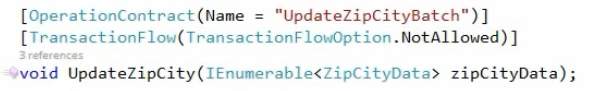 [OperationContract(Name = "UpdateZipCityBatch")]
[TransactionFlow(TransactionFlowOption.NotAllowed)]
3 references
void UpdateZipCity(IEnumerable<ZipCityData> zipCityData);